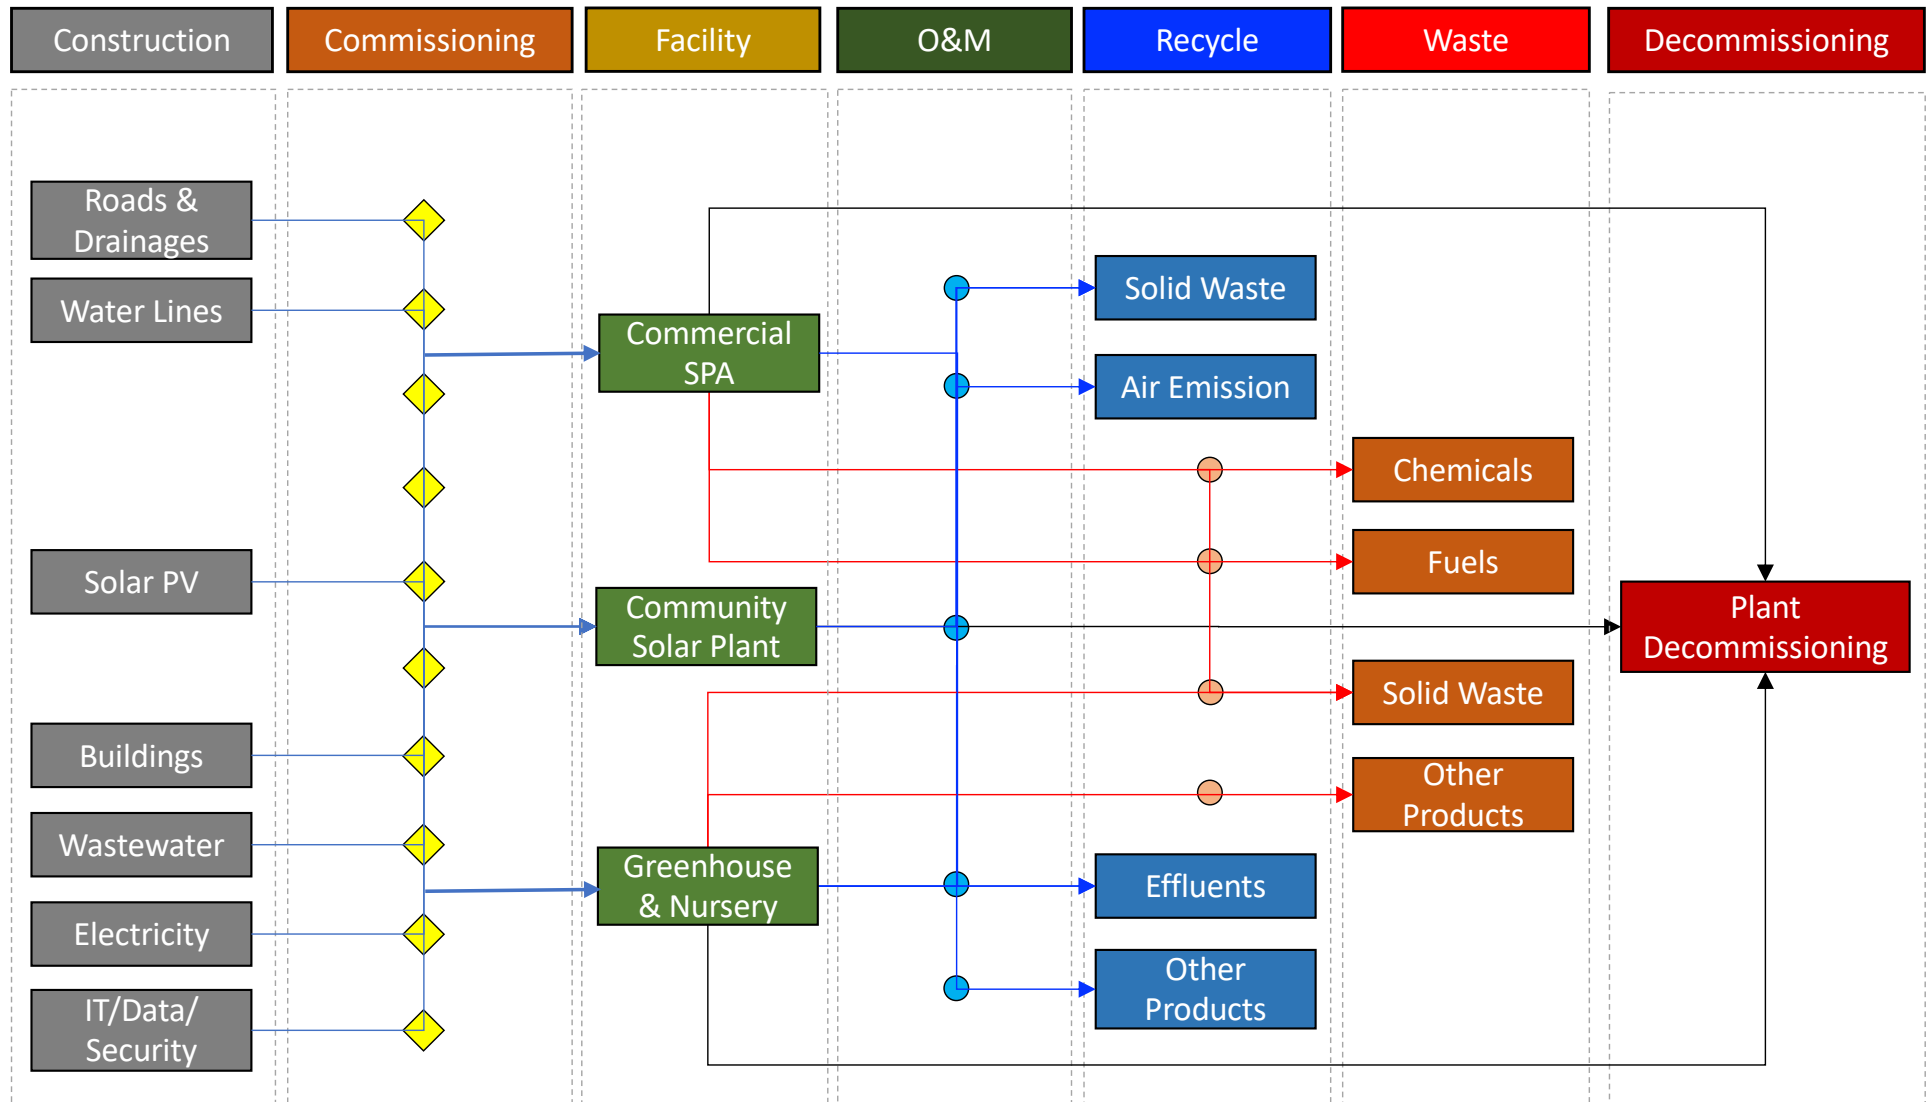 Construction
Commissioning
Facility
O&M
Recycle
Waste
Decommissioning
Roads &
Drainages
Water Lines
Solar PV
Buildings
Wastewater
Electricity
IT/Data/
Security
Commercial
SPA
Community
Solar Plant
Greenhouse
& Nursery
Solid Waste
Air Emission
Effluents
Other
Products
Chemicals
Fuels
Solid Waste
Other
Products
Plant
Decommissioning